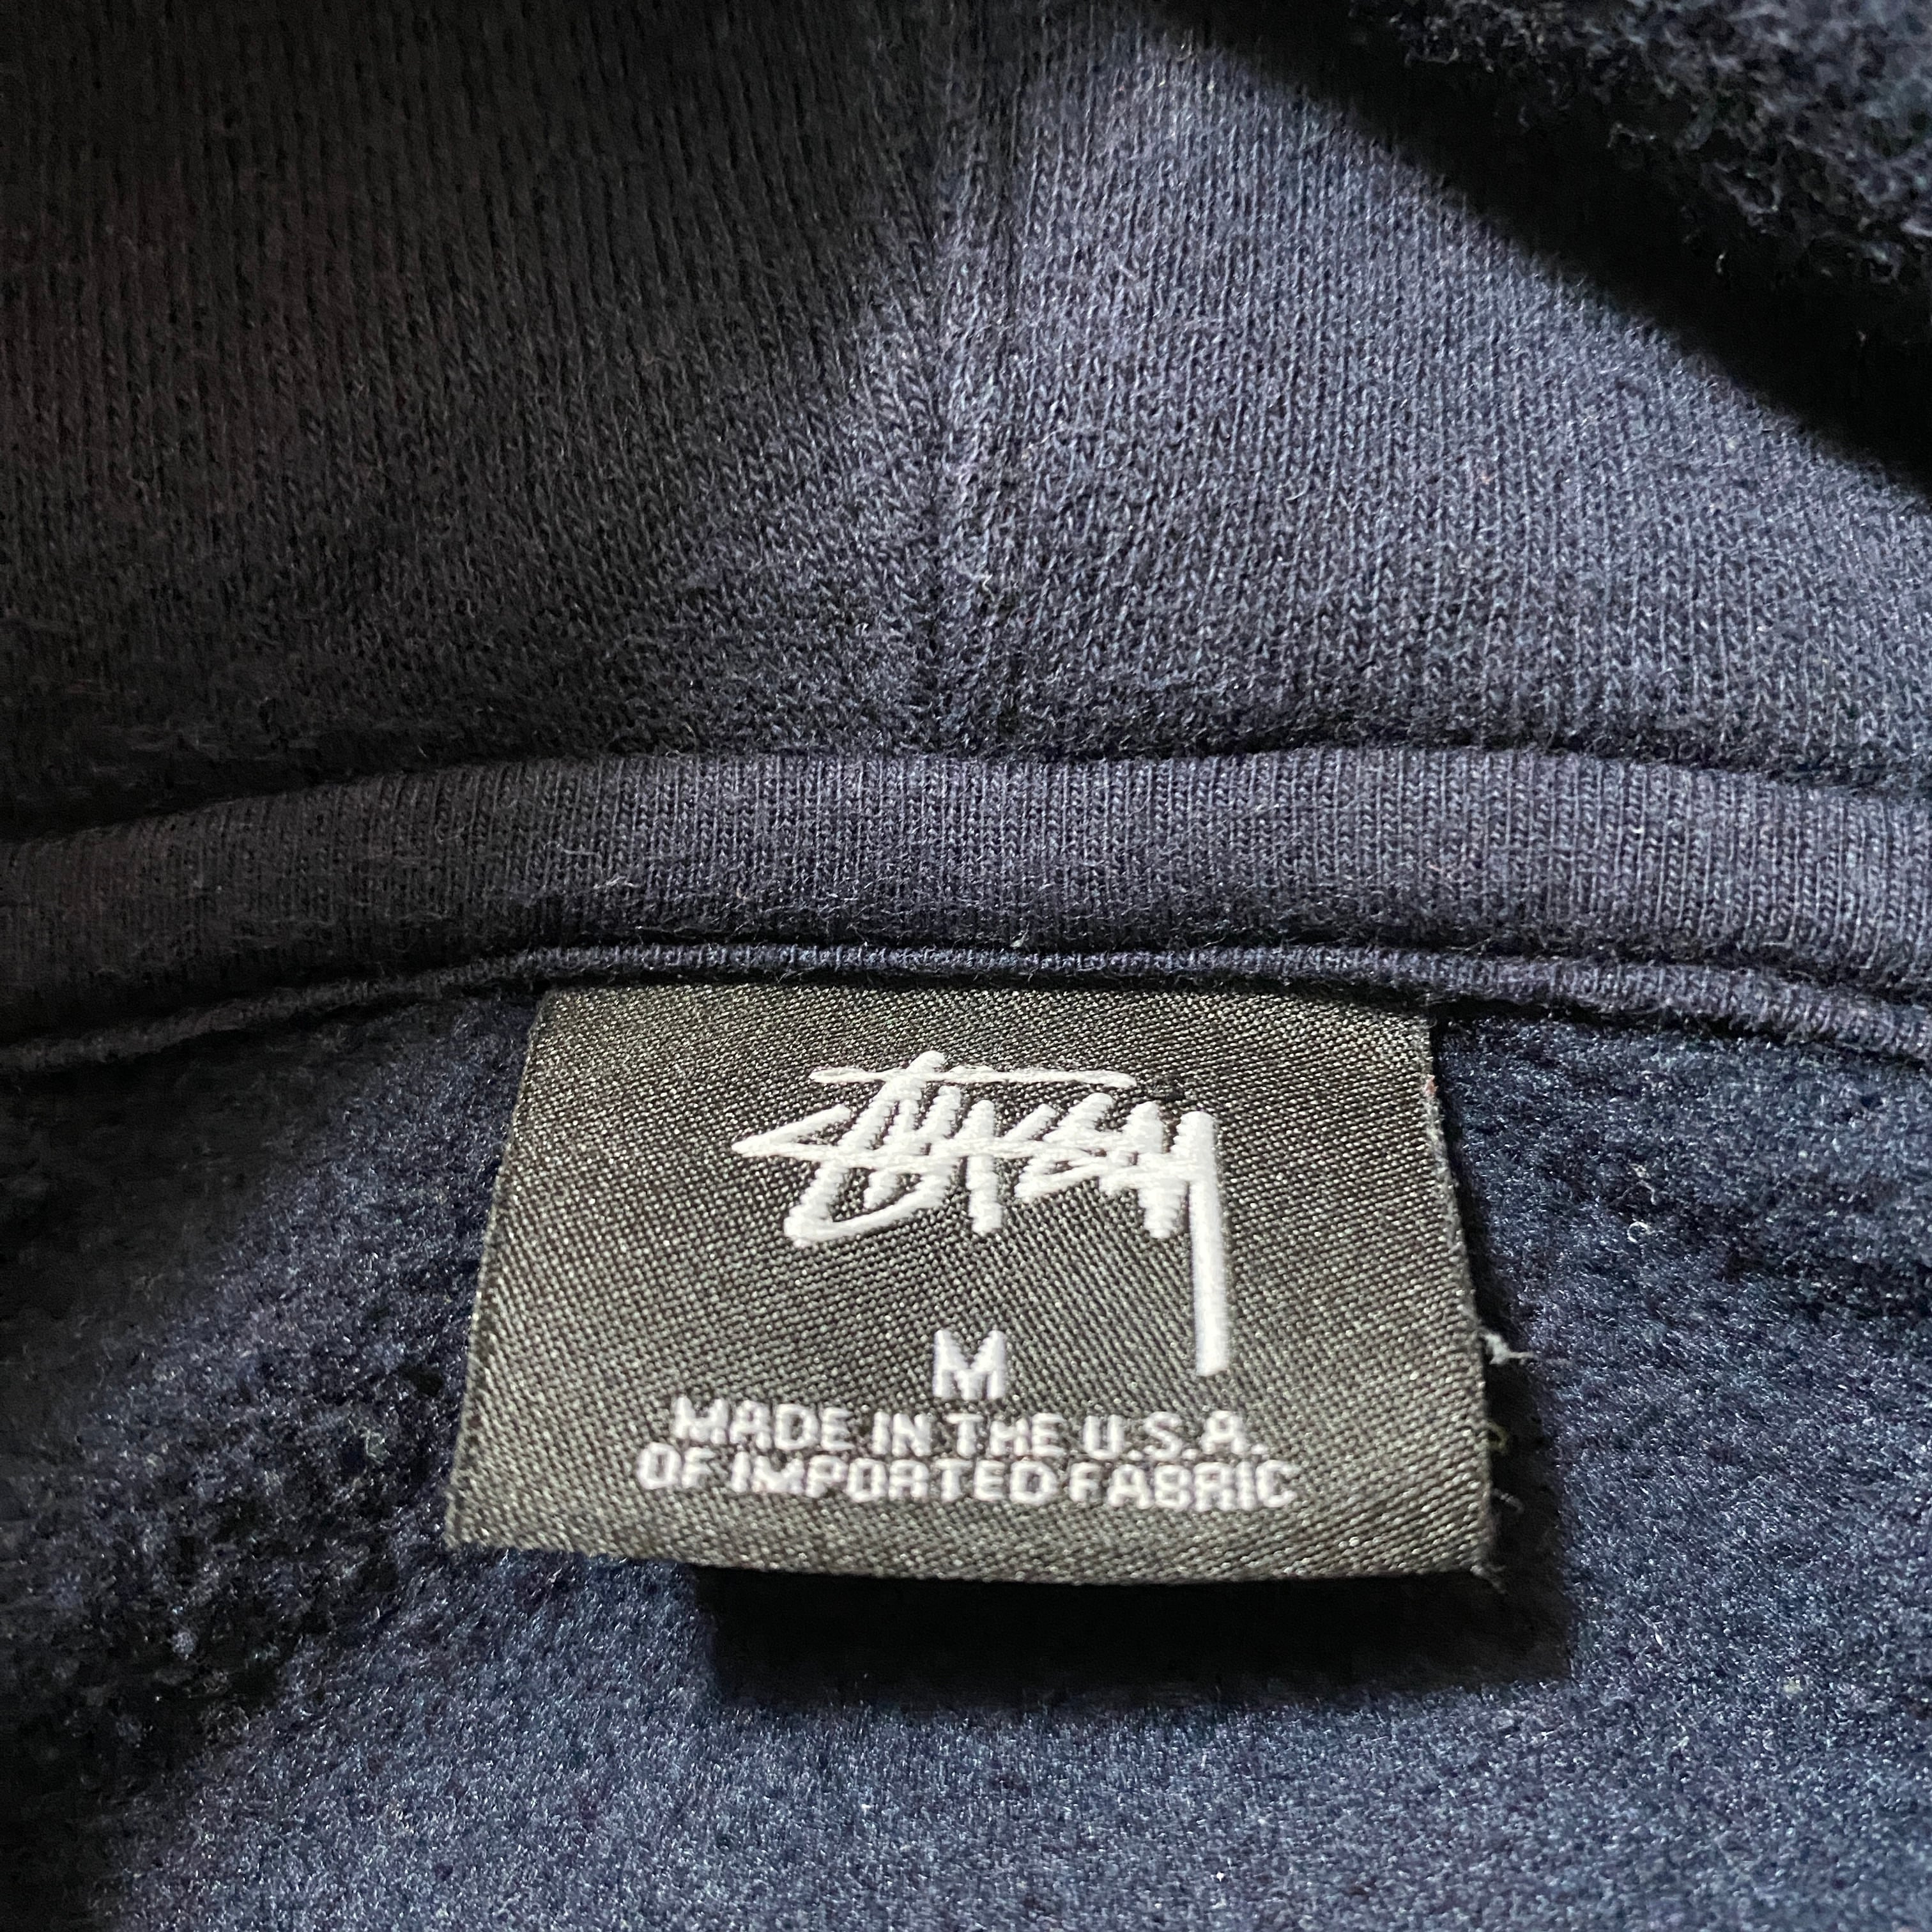 Stüssy
M
MADE IN THE U.S.A.
OF IMPORTED FABRIC